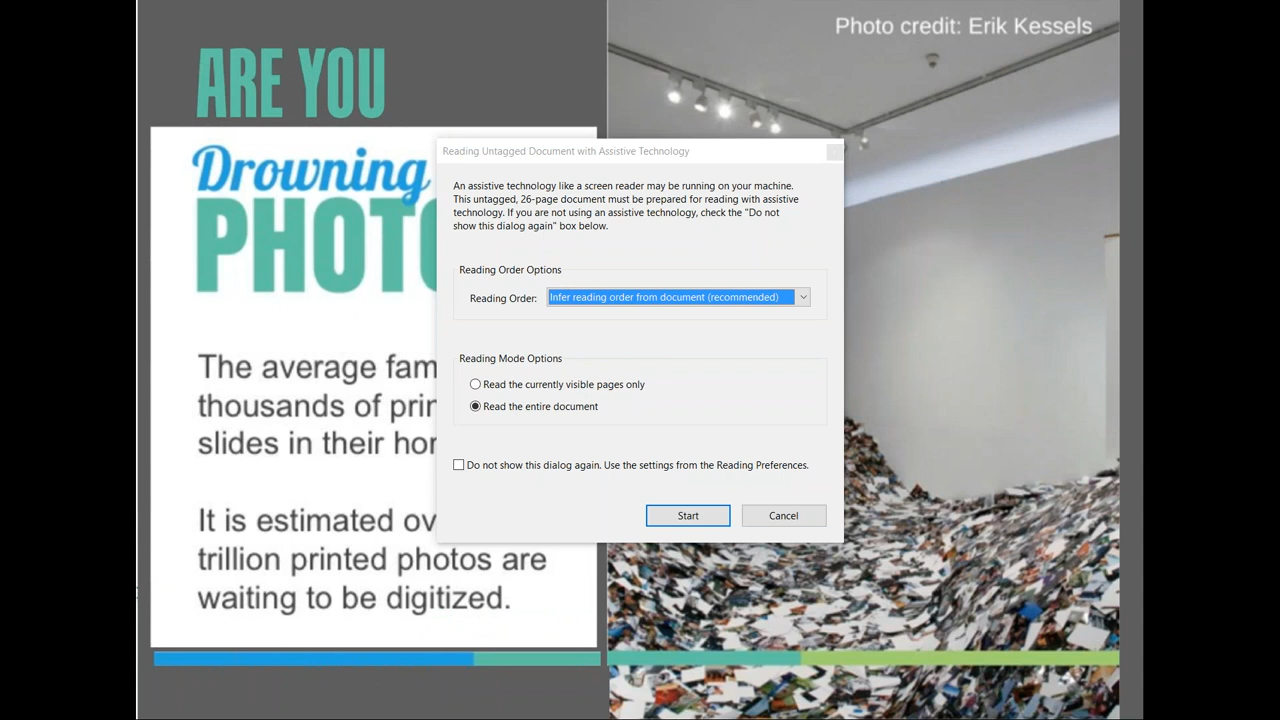 Photo credit: Erik Kessels
ARE YOU
Drowning
PHOTO
The average fam
thousands of prin
slides in their hor
It is estimated ov
trillion printed photos are
waiting to be digitized.
Reading Untagged Document with Assistive Technology
An assistive technology like a screen reader may be running on your machine.
This untagged, 26-page document must be prepared for reading with assistive
technology. If you are not using an assistive technology, check the "Do not
show this dialog again" box below.
Reading Order Options
Reading Order: Infer reading order from document (recommended)
Reading Mode Options
Read the currently visible pages only
Read the entire document
Do not show this dialog again. Use the settings from the Reading Preferences.
Start Cancel